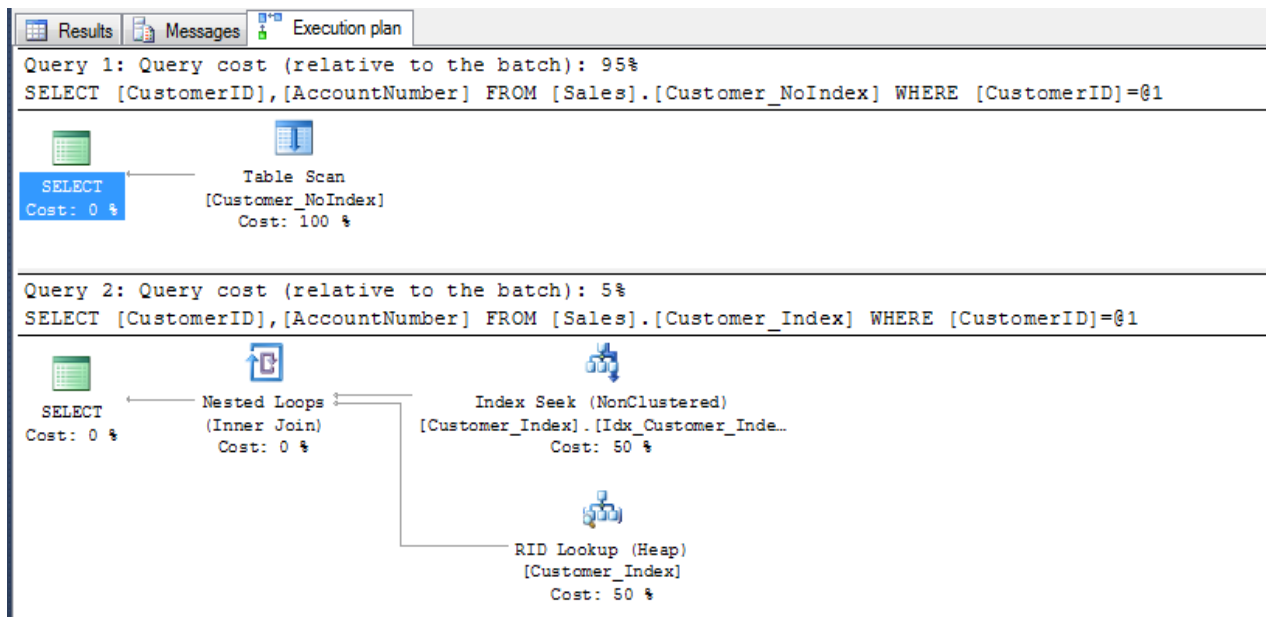 Results Messages Execution plan
Query 1: Query cost (relative to the batch): 95%
SELECT [CustomerID],[AccountNumber] FROM [Sales].[Customer_NoIndex] WHERE [CustomerID]=@1
SELECT
Cost: 0 %
Table Scan
[Customer_NoIndex]
Cost: 100 %
Query 2: Query cost (relative to the batch): 5%
SELECT [CustomerID],[AccountNumber] FROM [Sales].[Customer_Index] WHERE [CustomerID]=@1
SELECT
Cost: 0 %
Nested Loops
(Inner Join)
Cost: 0 %
Index Seek (NonClustered)
[Customer_Index].[Idx_Customer_Inde…
Cost: 50 %
RID Lookup (Heap)
[Customer_Index]
Cost: 50 %